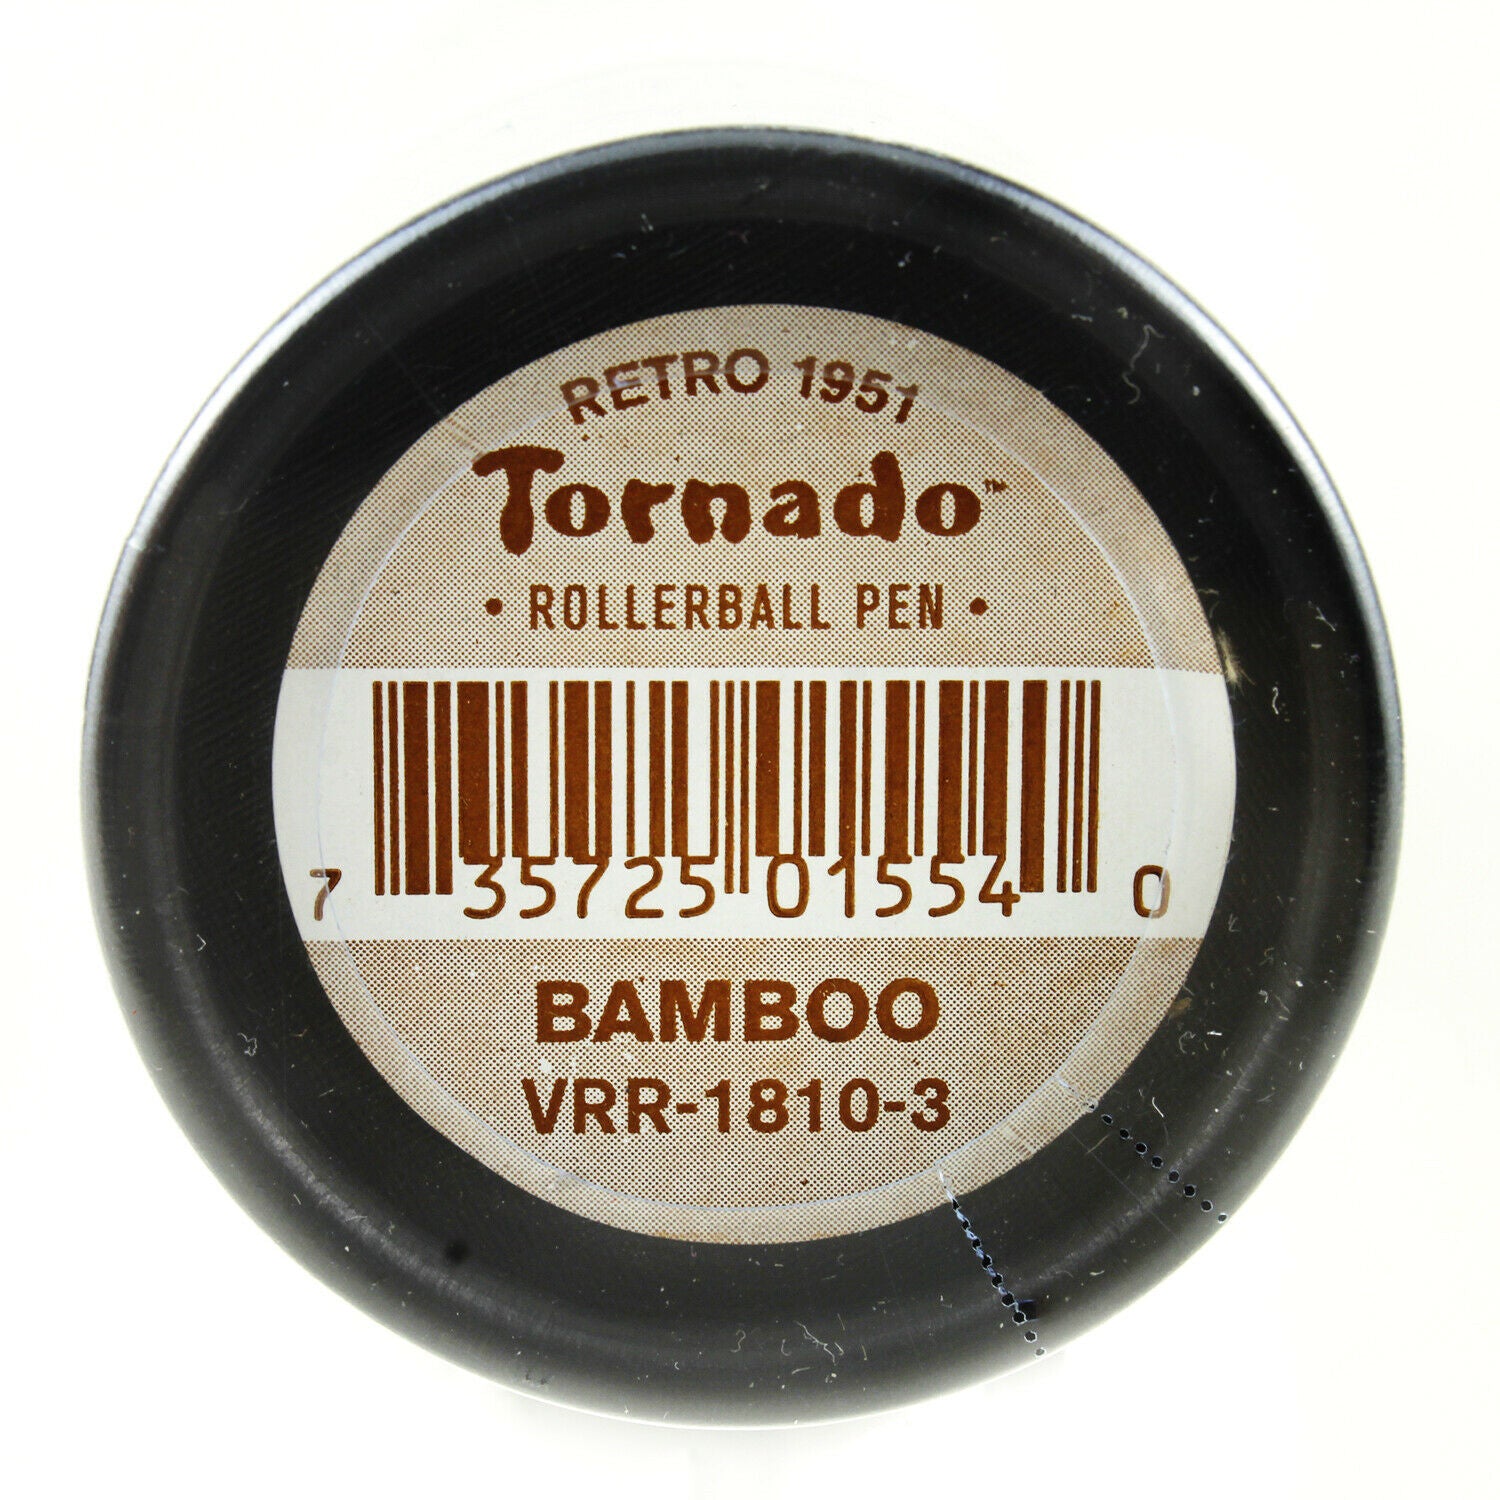 RETRO 1951
Tornado™
• ROLLERBALL PEN •
7 35725 01554 0
BAMBOO
VRR-1810-3